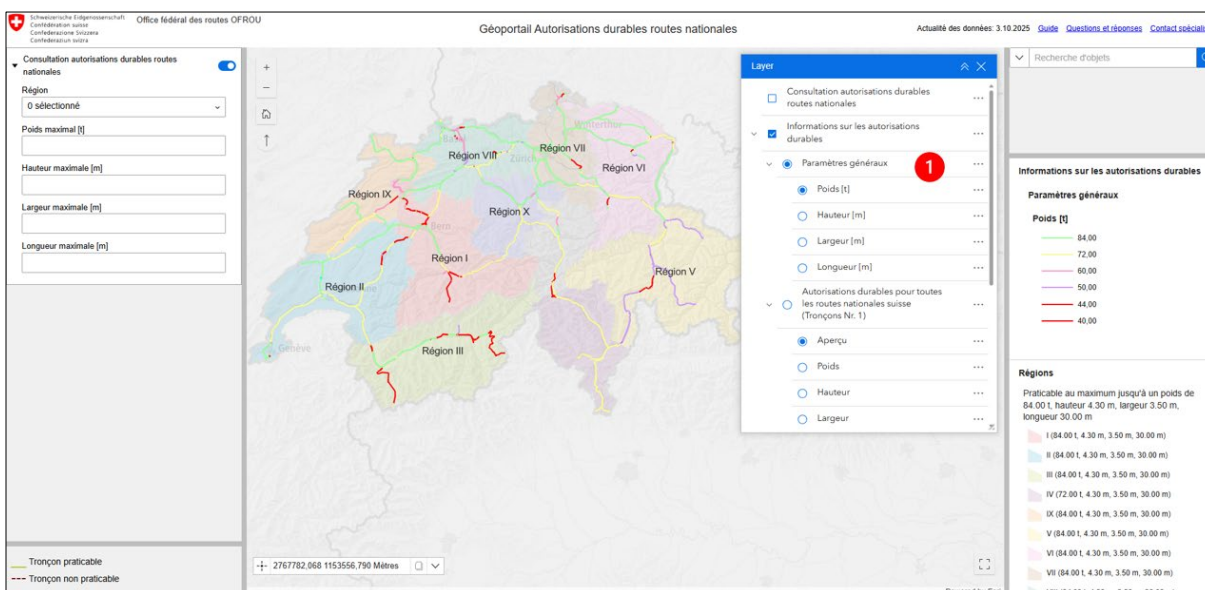 Schweizerische Eidgenossenschaft
Confédération suisse
Confederazione Svizzera
Confederaziun svizra
Office fédéral des routes OFROU
Géoportail Autorisations durables routes nationales
Actualité des données: 3.10.2025 Guide Questions et réponses Contact spécialis
Consultation autorisations durables routes
nationales
Région
0 sélectionné
Poids maximal [t]
Hauteur maximale [m]
Largeur maximale [m]
Longueur maximale [m]
Tronçon praticable
Tronçon non praticable
+
−
Basel
Winterthur
Zürich
Bern
Genève
Région VIII
Région VII
Région VI
Région IX
Région X
Région I
Région V
Région II
Région III
2767782,068 1153556,790 Mètres
Layer
Consultation autorisations durables
routes nationales
Informations sur les autorisations
durables
Paramètres généraux
1
Poids [t]
Hauteur [m]
Largeur [m]
Longueur [m]
Autorisations durables pour toutes
les routes nationales suisse
(Tronçons Nr. 1)
Aperçu
Poids
Hauteur
Largeur
Recherche d'objets
Informations sur les autorisations durables
Paramètres généraux
Poids [t]
84,00
72,00
60,00
50,00
44,00
40,00
Régions
Praticable au maximum jusqu'à un poids de
84.00 t, hauteur 4.30 m, largeur 3.50 m,
longueur 30.00 m
I (84.00 t, 4.30 m, 3.50 m, 30.00 m)
II (84.00 t, 4.30 m, 3.50 m, 30.00 m)
III (84.00 t, 4.30 m, 3.50 m, 30.00 m)
IV (72.00 t, 4.30 m, 3.50 m, 30.00 m)
IX (84.00 t, 4.30 m, 3.50 m, 30.00 m)
V (84.00 t, 4.30 m, 3.50 m, 30.00 m)
VI (84.00 t, 4.30 m, 3.50 m, 30.00 m)
VII (84.00 t, 4.30 m, 3.50 m, 30.00 m)